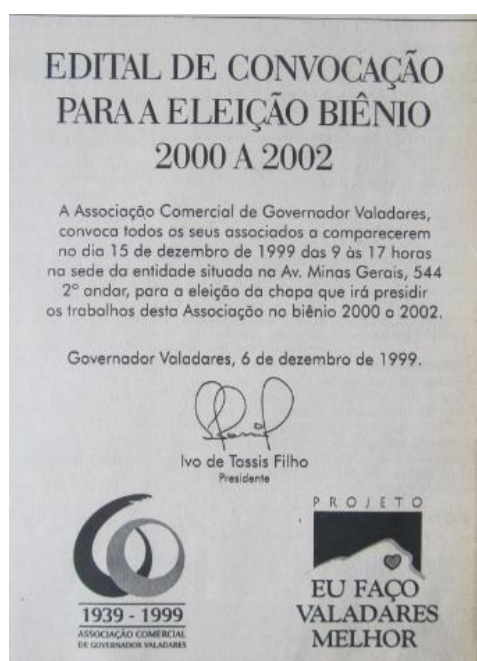 EDITAL DE CONVOCAÇÃO
PARA A ELEIÇÃO BIÊNIO
2000 A 2002
A Associação Comercial de Governador Valadares,
convoca todos os seus associados a comparecerem
no dia 15 de dezembro de 1999 das 9 às 17 horas
na sede da entidade situada na Av. Minas Gerais, 544
2º andar, para a eleição da chapa que irá presidir
os trabalhos desta Associação no biênio 2000 a 2002.
Governador Valadares, 6 de dezembro de 1999.
Ivo de Tassis Filho
Presidente
1939 - 1999
ASSOCIAÇÃO COMERCIAL
DE GOVERNADOR VALADARES
PROJETO
EU FAÇO
VALADARES
MELHOR